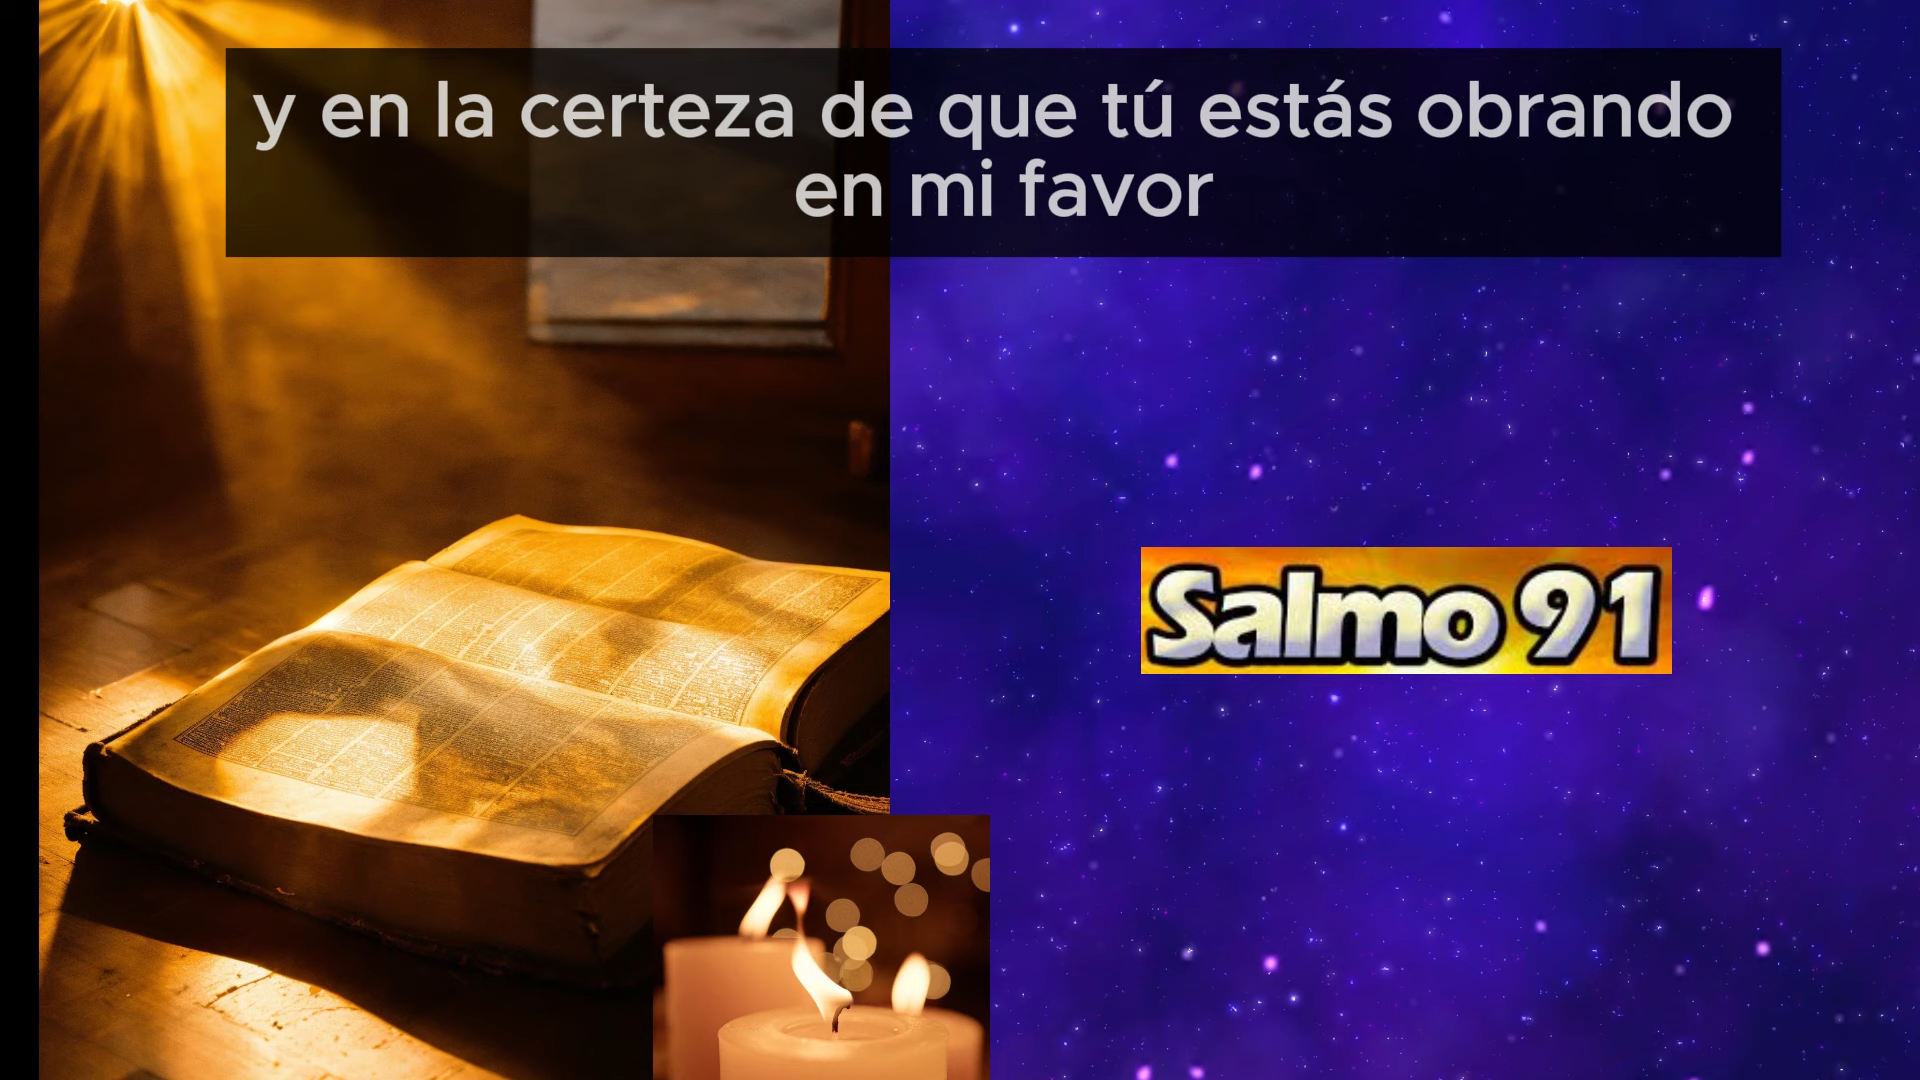 y en la certeza de que tú estás obrando
en mi favor
Salmo 91